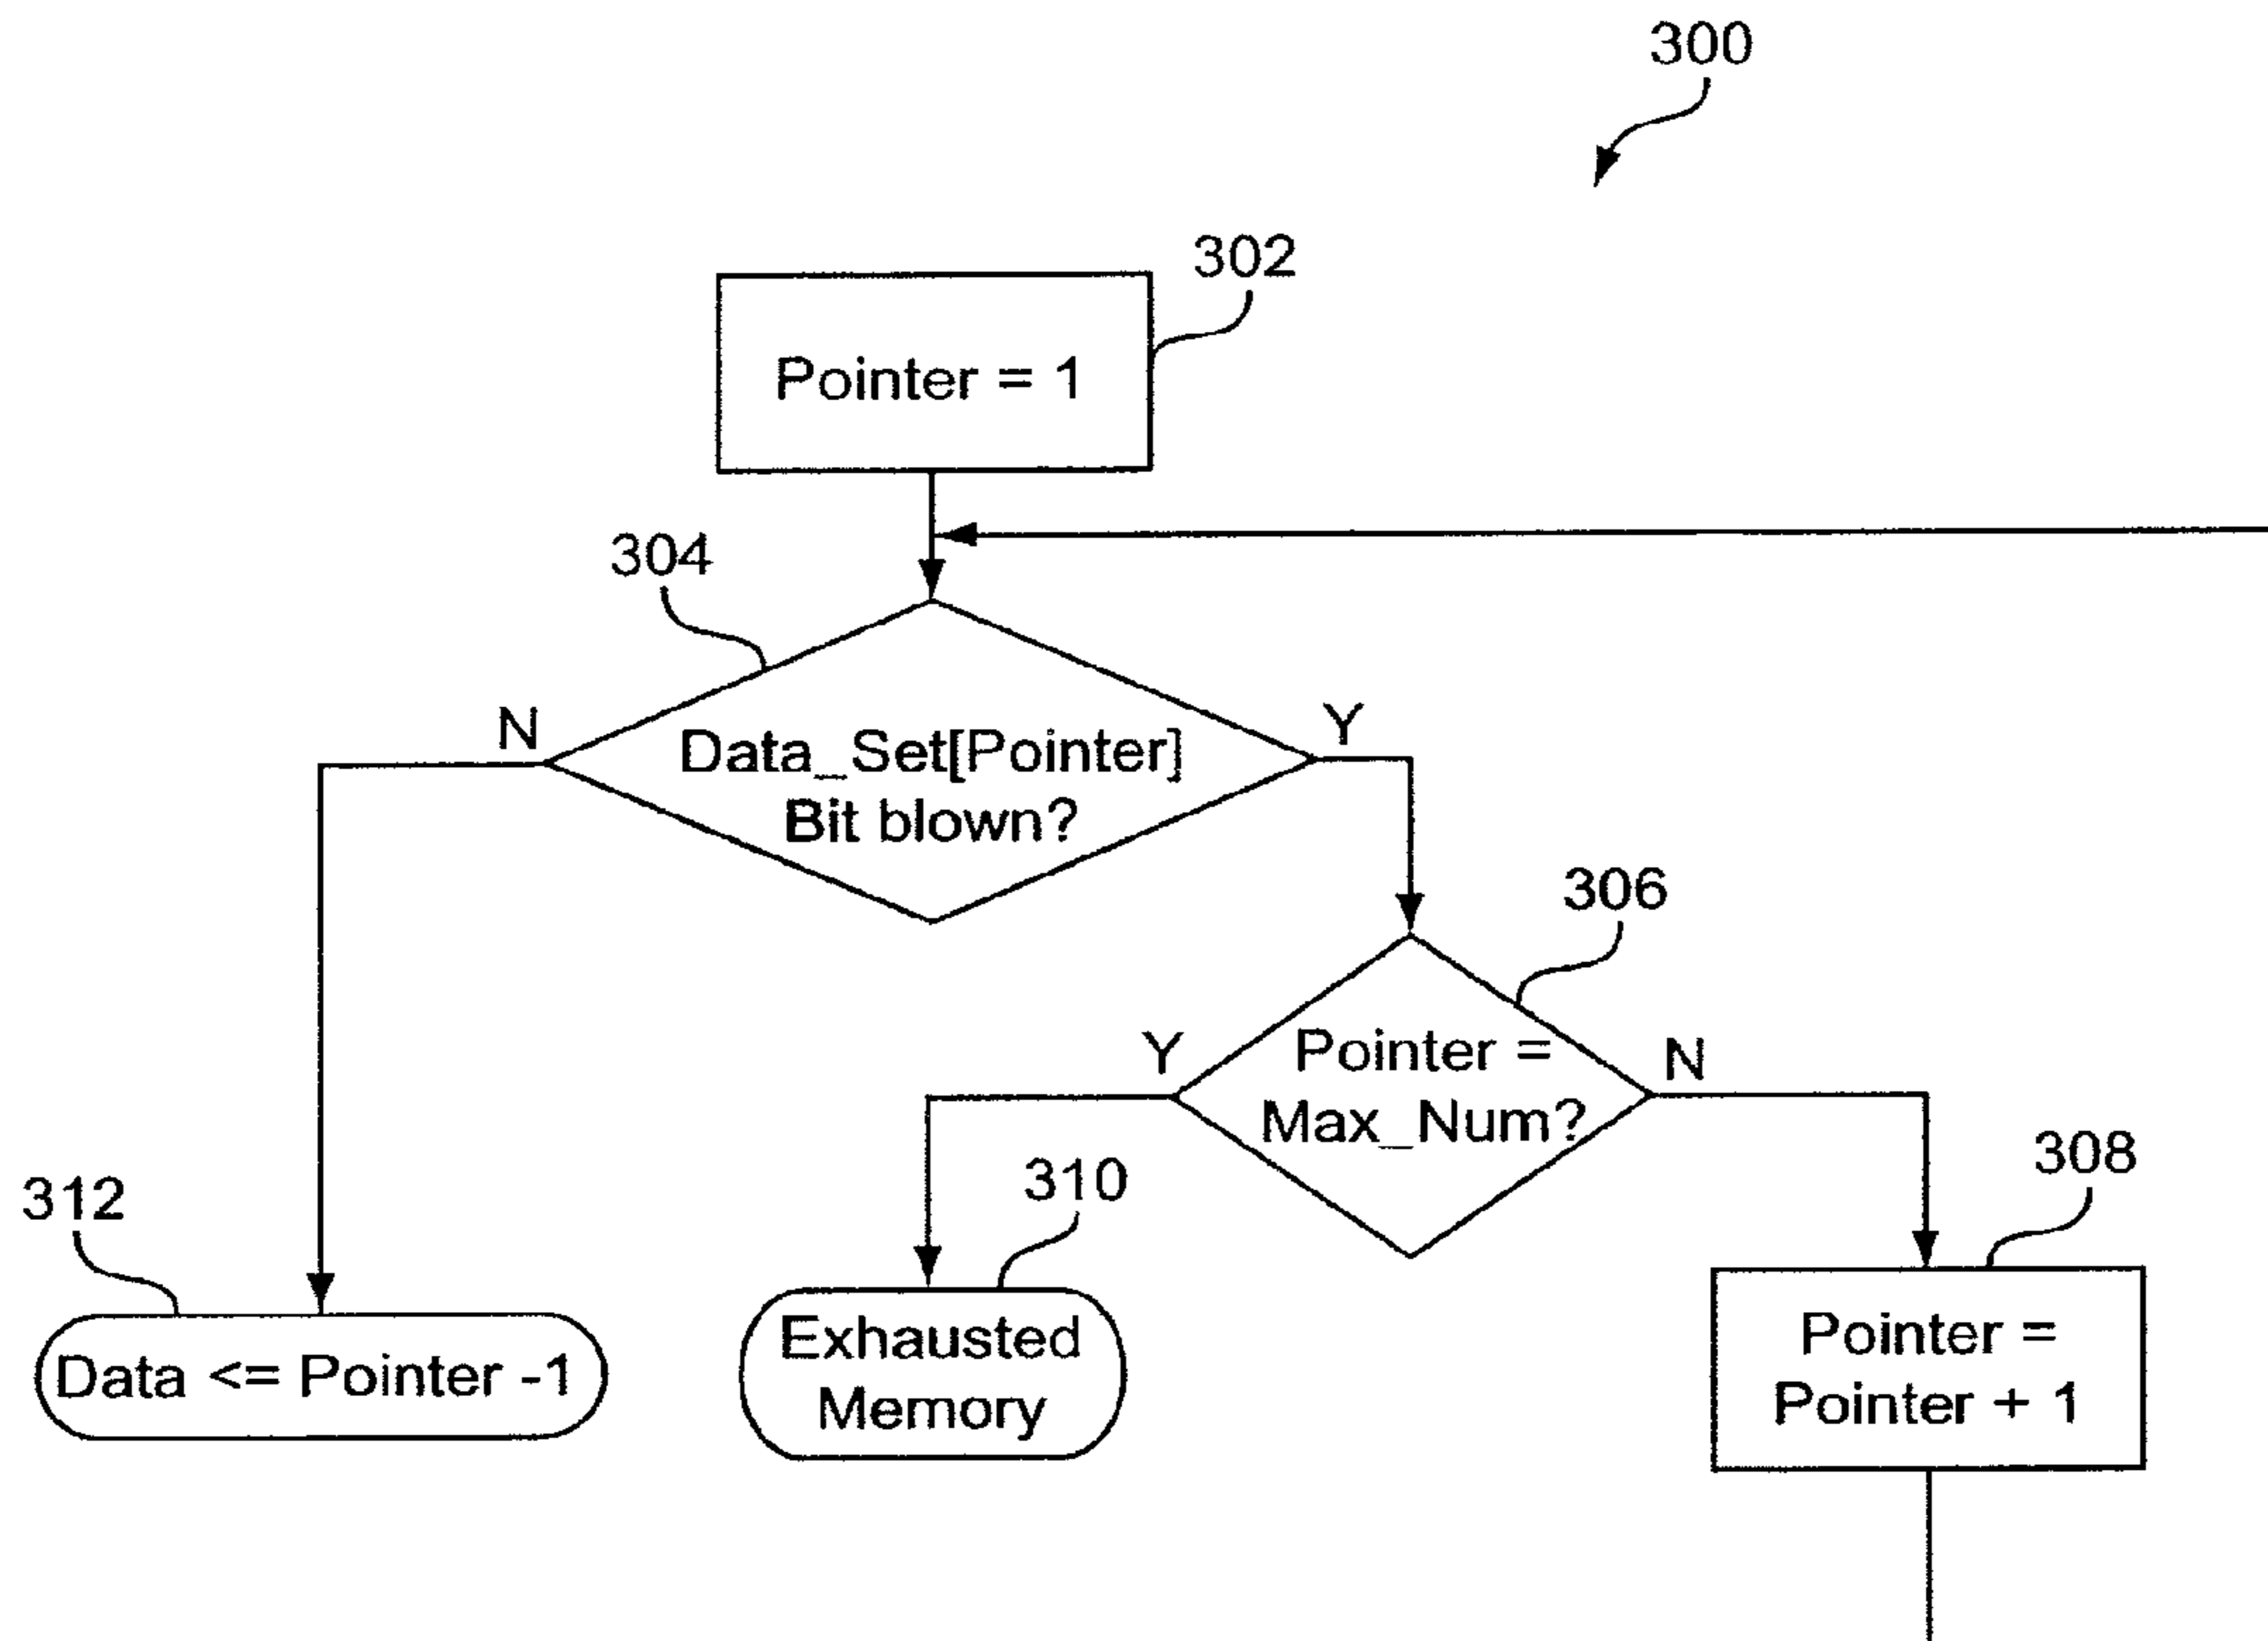 300
302
Pointer = 1
304
N
Y
Data_Set[Pointer]
Bit blown?
306
Y
Pointer =
Max_Num?
N
308
310
312
Exhausted
Memory
Pointer =
Pointer + 1
Data <= Pointer -1